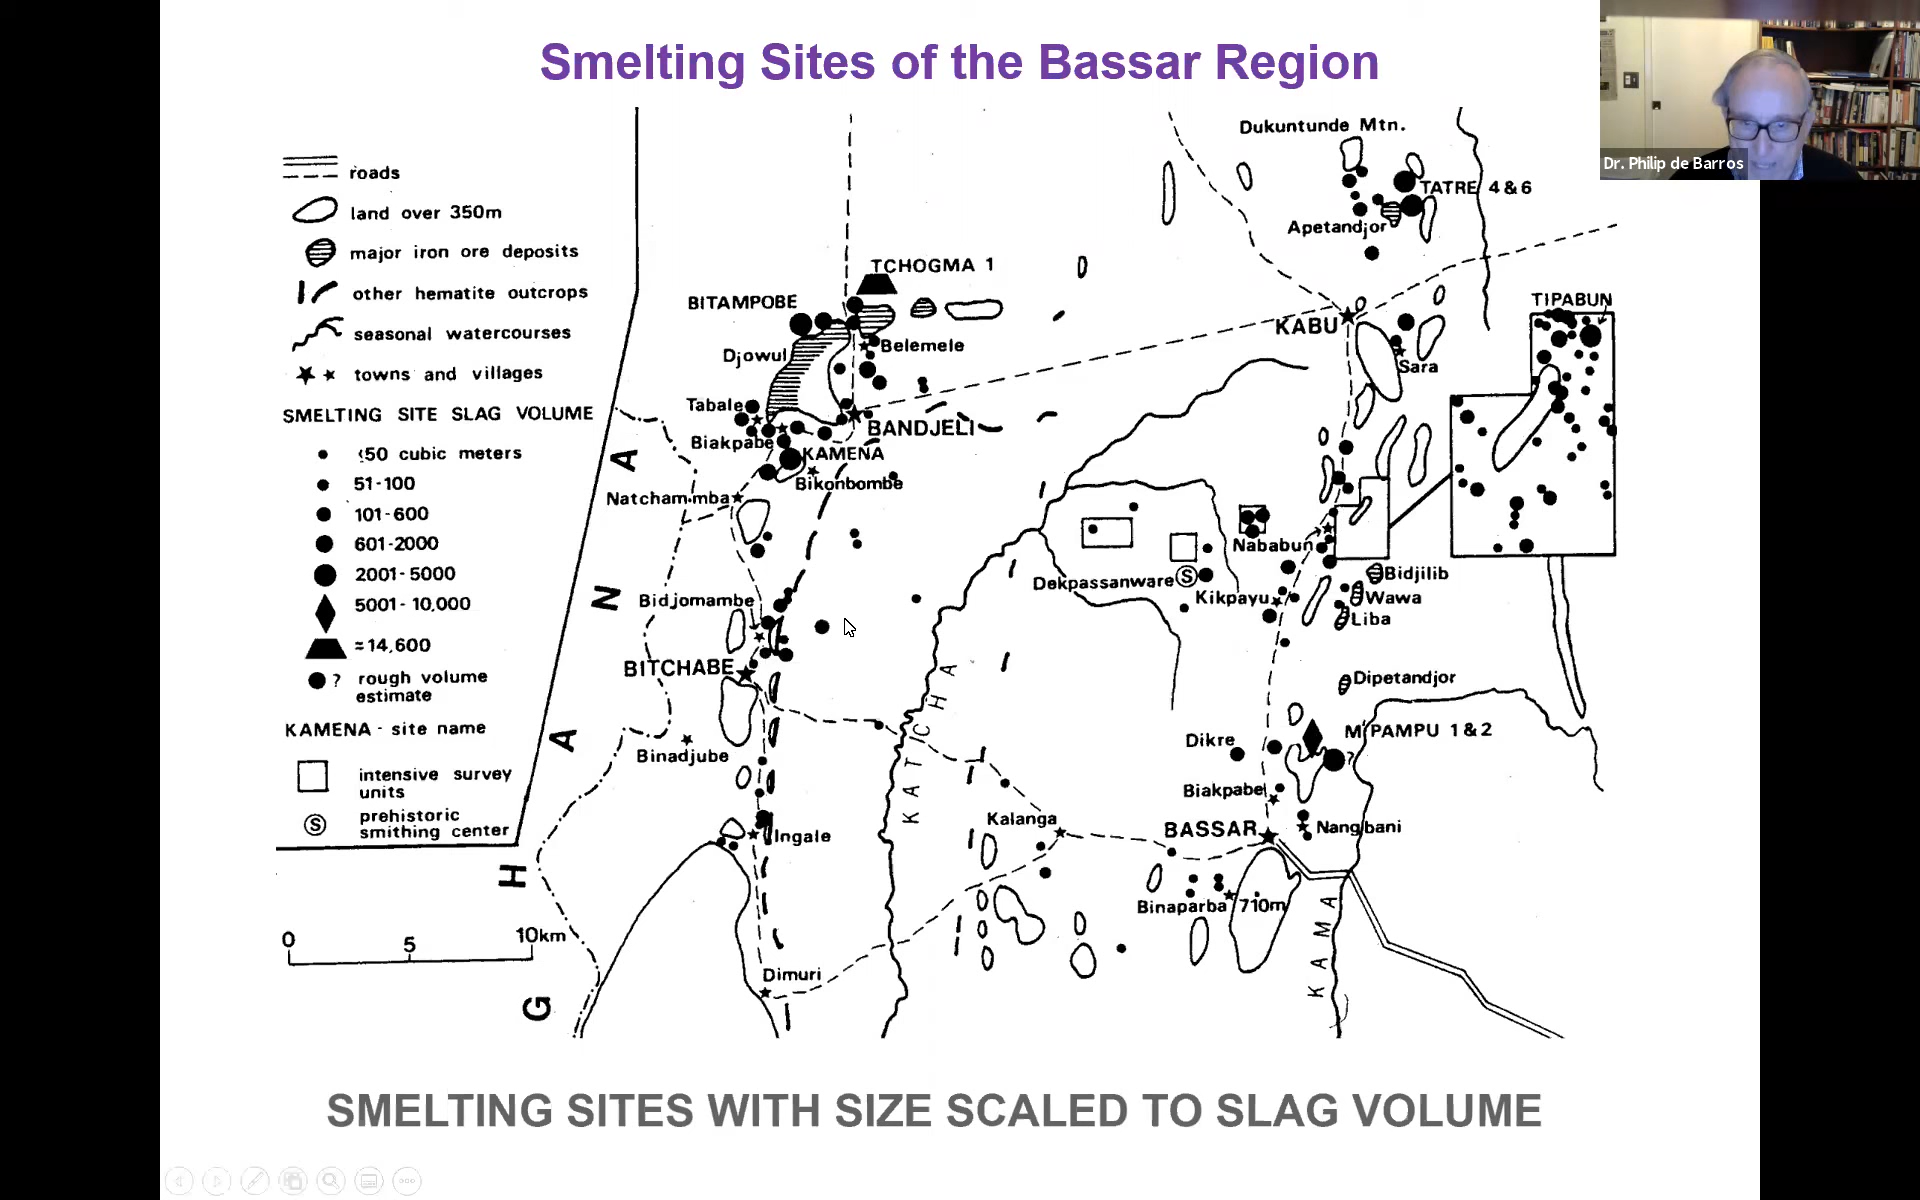 Smelting Sites of the Bassar Region
Dr. Philip de Barros
roads
land over 350m
major iron ore deposits
other hematite outcrops
seasonal watercourses
towns and villages
SMELTING SITE SLAG VOLUME
<50 cubic meters
51-100
101-600
601-2000
2001-5000
5001-10,000
≈14,600
? rough volume
estimate
KAMENA - site name
intensive survey
units
S prehistoric
smithing center
0 5 10km
G H A N A
Dukuntunde Mtn.
TATRE 4&6
Apetandjor
TCHOGMA 1
BITAMPOBE
Djowul
Belemele
KABU
Sara
TIPABUN
Tabale
BANDJELI
Biakpabe
KAMENA
Bikonbombe
Natchammba
Nababun
Dekpassanware S
Kikpayu
Bidjilib
Wawa
Liba
Bidjomambe
BITCHABE
Binadjube
KATCHA
Dipetandjor
M'PAMPU 1&2
?
Dikre
Biakpabe
Kalanga
BASSAR
Nangbani
Ingale
Binaparba
710m
KAMA
Dimuri
SMELTING SITES WITH SIZE SCALED TO SLAG VOLUME